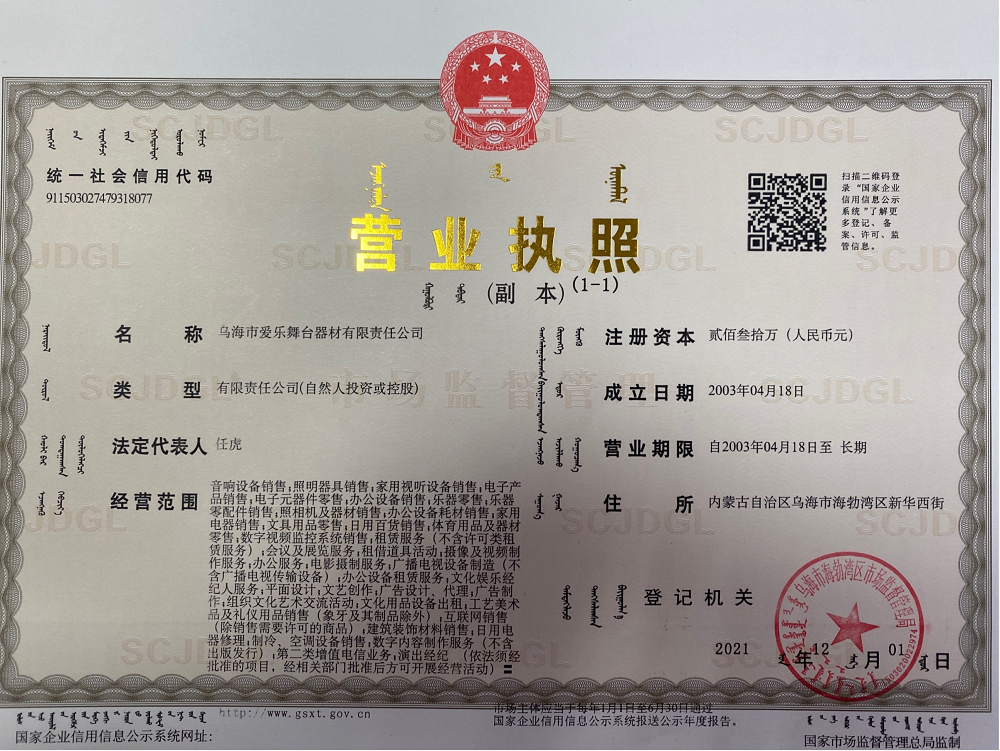 统一社会信用代码
911503027479318077
营业执照
(副 本)(1-1)
扫描二维码登
录“国家企业
信用信息公示
系统”了解更
多登记、备
案、许可、监
管信息。
名 称 乌海市爱乐舞台器材有限责任公司
类 型 有限责任公司(自然人投资或控股)
法定代表人 任虎
经营范围 音响设备销售;照明器具销售;家用视听设备销售;电子产
品销售;电子元器件零售;办公设备销售;乐器零售;乐器
零配件销售;照相机及器材销售;办公设备耗材销售;家用
电器销售;文具用品零售;日用百货销售;体育用品及器材
零售;数字视频监控系统销售;租赁服务（不含许可类租
赁服务）;会议及展览服务;租借道具活动;摄像及视频制
作服务;办公服务;电影摄制服务;广播电视设备制造（不
含广播电视传输设备）;办公设备租赁服务;文化娱乐经
纪人服务;平面设计;文艺创作;广告设计、代理;广告制
作;组织文化艺术交流活动;文化用品设备出租;工艺美术
品及礼仪用品销售（象牙及其制品除外）;互联网销售
（除销售需要许可的商品）;建筑装饰材料销售;日用电
器修理;制冷、空调设备销售;数字内容制作服务（不含
出版发行）;第二类增值电信业务;演出经纪 （依法须经
批准的项目，经相关部门批准后方可开展经营活动）
注册资本 贰佰叁拾万（人民币元）
成立日期 2003年04月18日
营业期限 自2003年04月18日至 长期
住 所 内蒙古自治区乌海市海勃湾区新华西街
登记机关
乌海市海勃湾区市场监督管理局
2021 年 12 月 01 日
国家企业信用信息公示系统网址:
http://www.gsxt.gov.cn
市场主体应当于每年1月1日至6月30日通过
国家企业信用信息公示系统报送公示年度报告。
国家市场监督管理总局监制
SCJDGL
市场监督管理